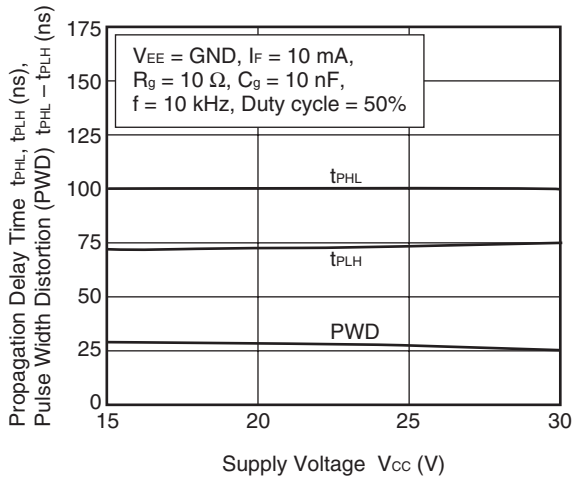 Propagation Delay Time tPHL, tPLH (ns),
Pulse Width Distortion (PWD) tPHL – tPLH (ns)
175
150
125
100
75
50
25
0
VEE = GND, IF = 10 mA,
Rg = 10 Ω, Cg = 10 nF,
f = 10 kHz, Duty cycle = 50%
tPHL
tPLH
PWD
15 20 25 30
Supply Voltage VCC (V)